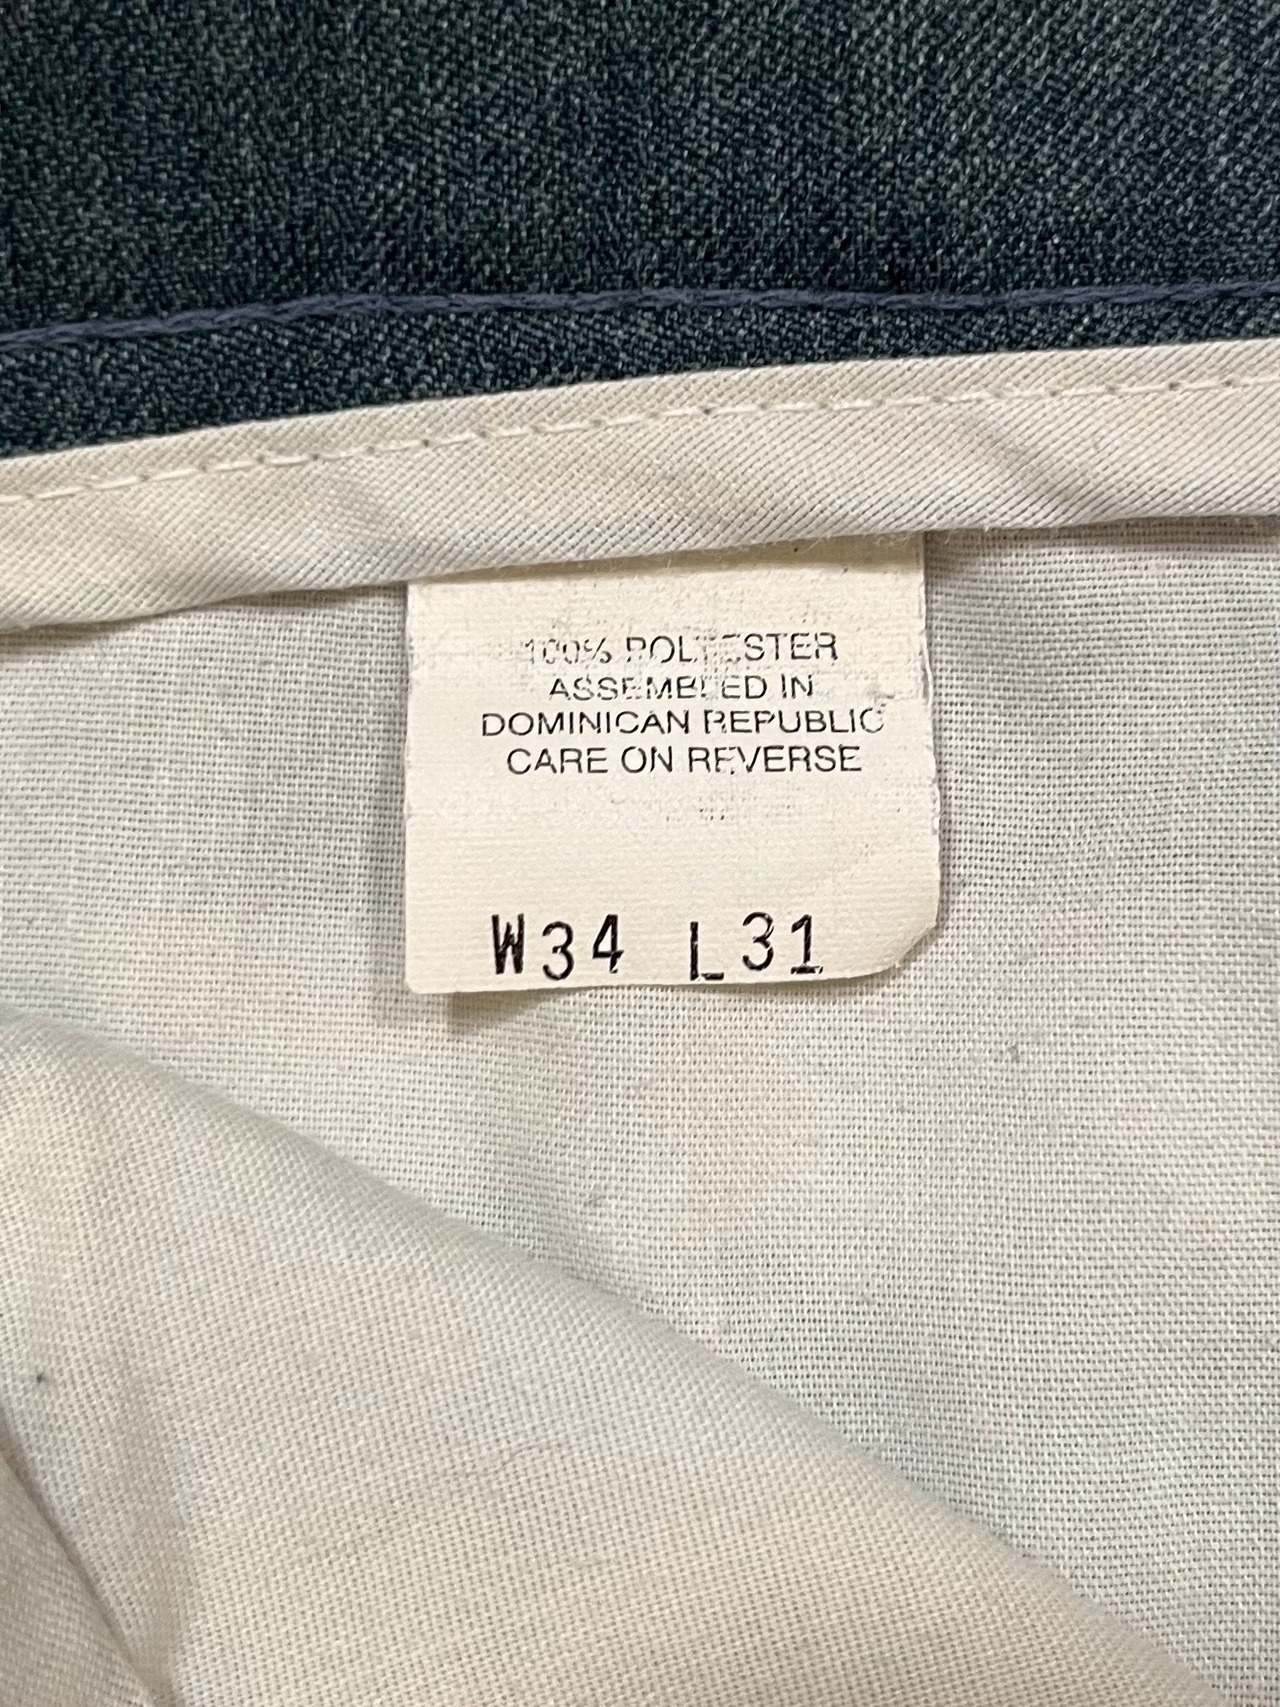 100% POLYESTER
ASSEMBLED IN
DOMINICAN REPUBLIC
CARE ON REVERSE
W34 L31